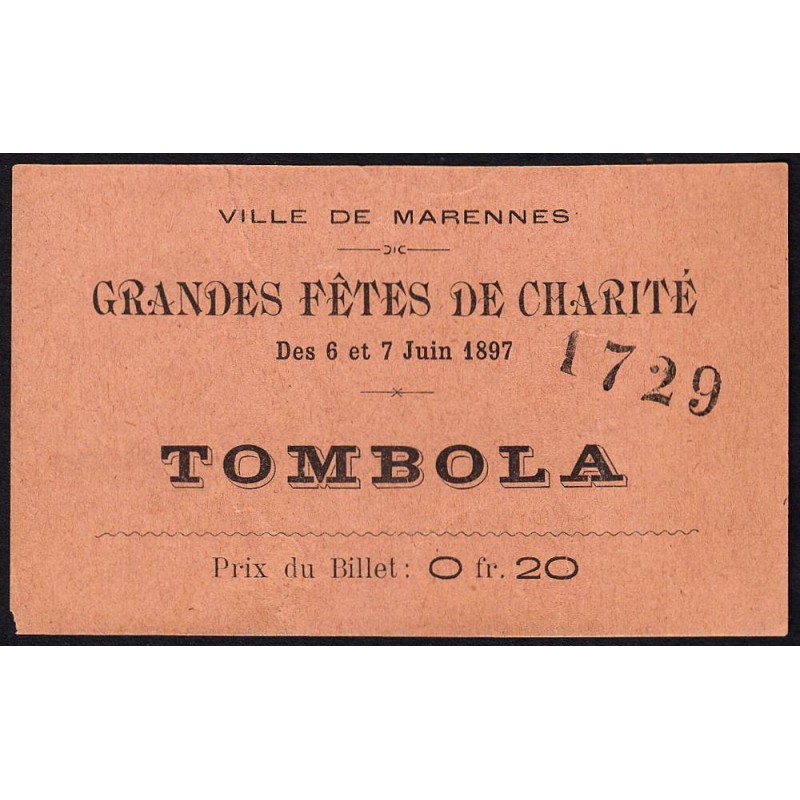 VILLE DE MARENNES
GRANDES FÊTES DE CHARITÉ
Des 6 et 7 Juin 1897
1729
TOMBOLA
Prix du Billet: 0 fr. 20